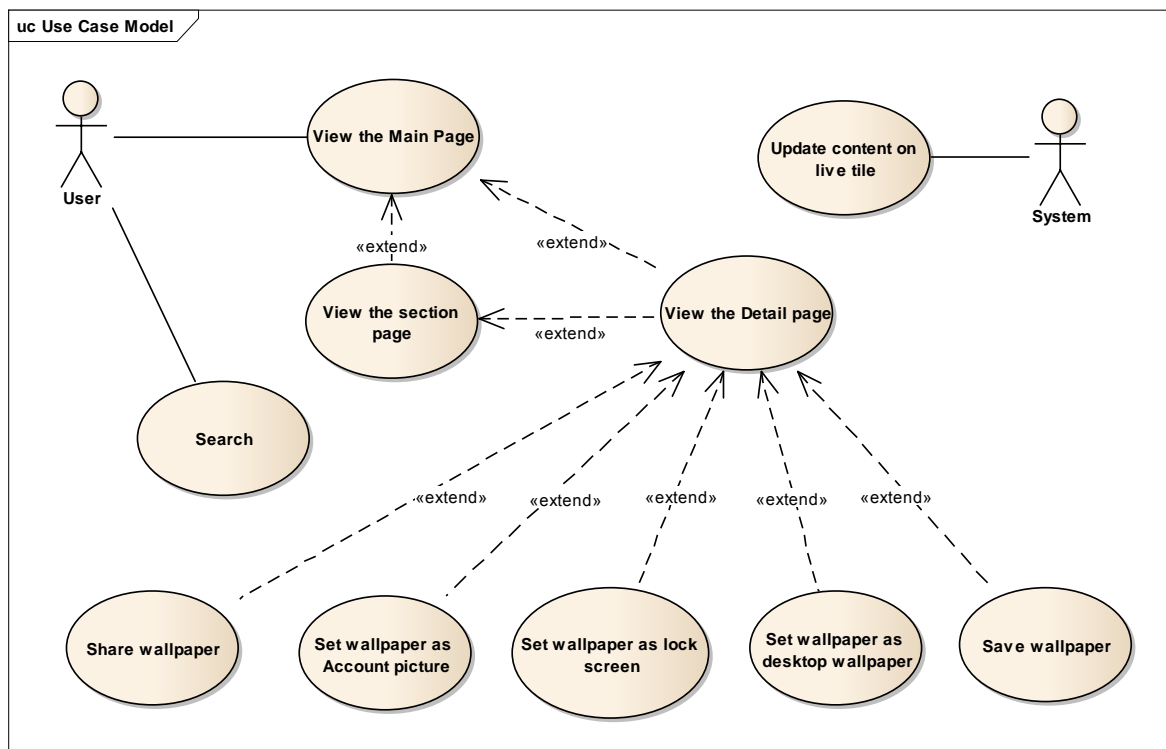 uc Use Case Model
View the Main Page
Update content on
live tile
User
System
«extend»
«extend»
View the section
page
«extend»
View the Detail page
Search
«extend»
«extend»
«extend»
«extend»
«extend»
Share wallpaper
Set wallpaper as
Account picture
Set wallpaper as lock
screen
Set wallpaper as
desktop wallpaper
Save wallpaper